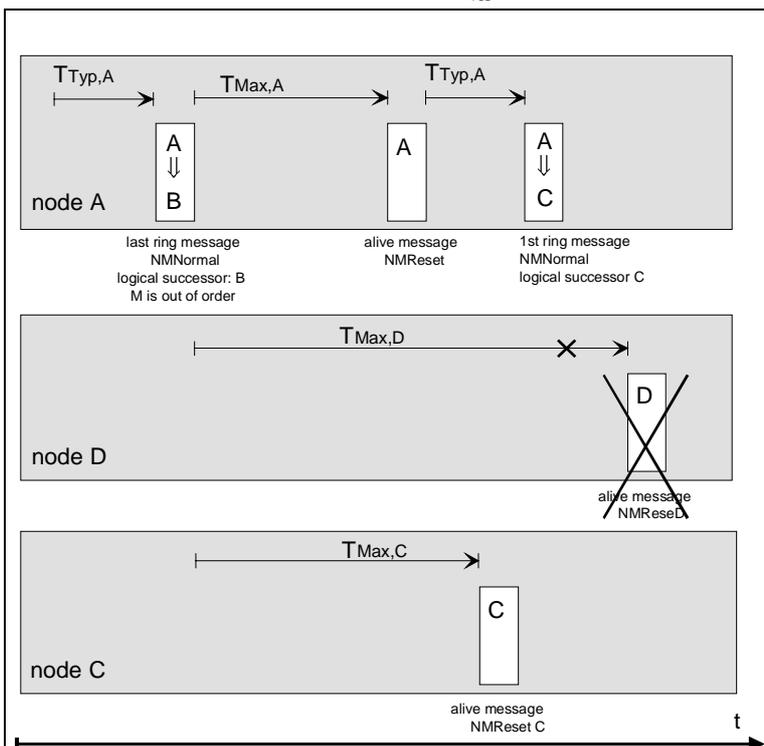 TTyp,A
TMax,A
TTyp,A
A
⇓
B
A
A
⇓
C
node A
last ring message
NMNormal
logical successor: B
M is out of order
alive message
NMReset
1st ring message
NMNormal
logical successor C
TMax,D
D
node D
alive message
NMReseD
TMax,C
C
node C
alive message
NMReset C
t